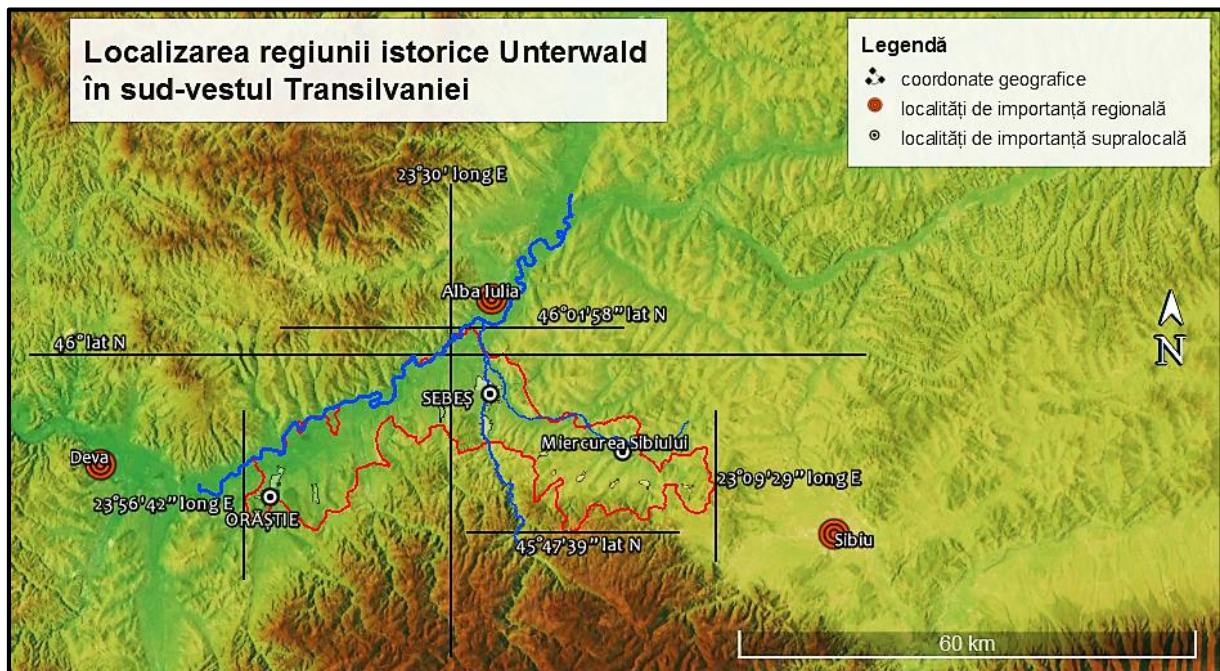 Localizarea regiunii istorice Unterwald
în sud-vestul Transilvaniei
Legendă
coordonate geografice
localități de importanță regională
localități de importanță supralocală
23°30' long E
Alba Iulia
46°01'58" lat N
46° lat N
N
SEBEȘ
Miercurea Sibiului
Deva
23°09'29" long E
23°56'42" long E
ORĂȘTIE
45°47'39" lat N
Sibiu
60 km